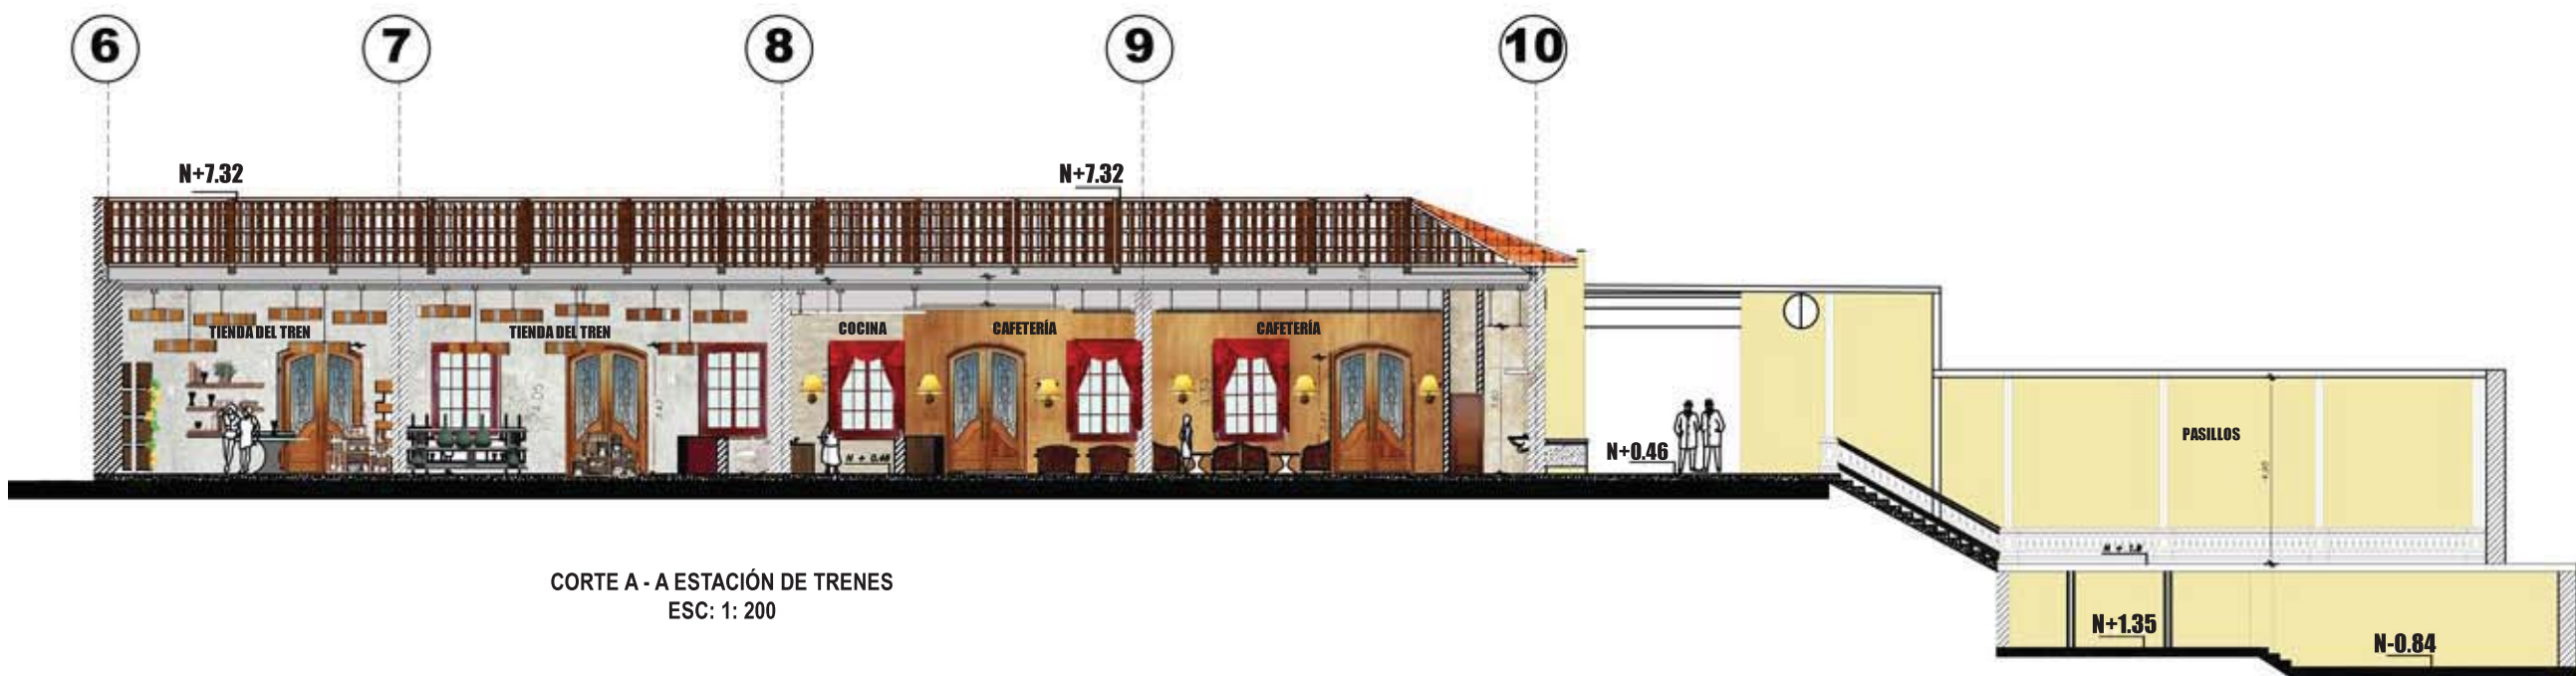 6 7 8 9 10
N+7.32 N+7.32
TIENDA DEL TREN TIENDA DEL TREN COCINA CAFETERÍA CAFETERÍA
PASILLOS
N+0.46
N+1.35
N-0.84
CORTE A - A ESTACIÓN DE TRENES
ESC: 1: 200